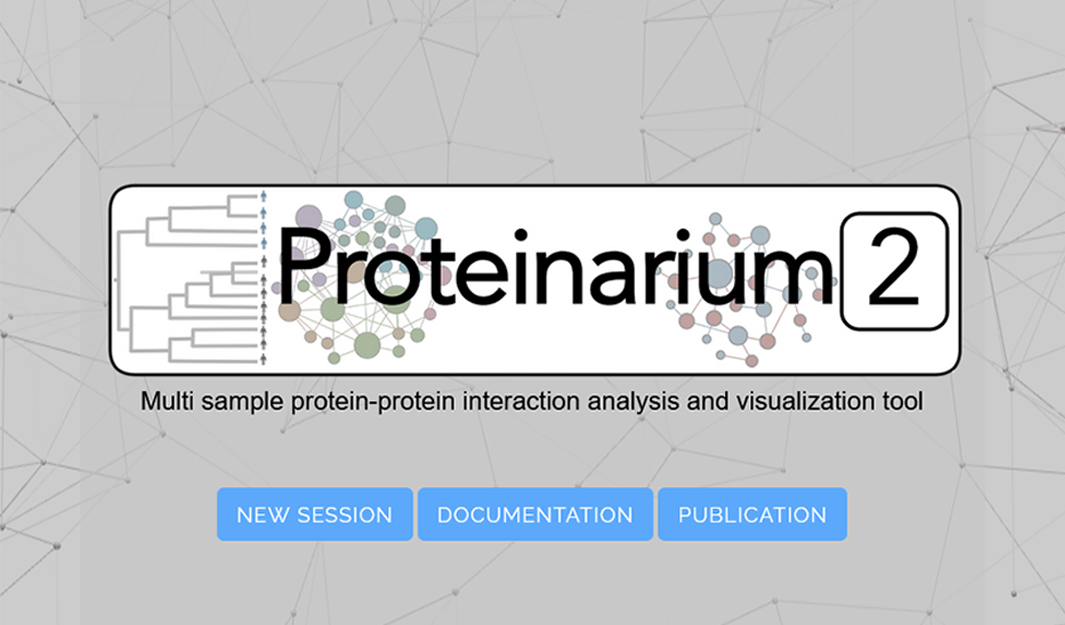 Proteinarium 2
Multi sample protein-protein interaction analysis and visualization tool
NEW SESSION DOCUMENTATION PUBLICATION